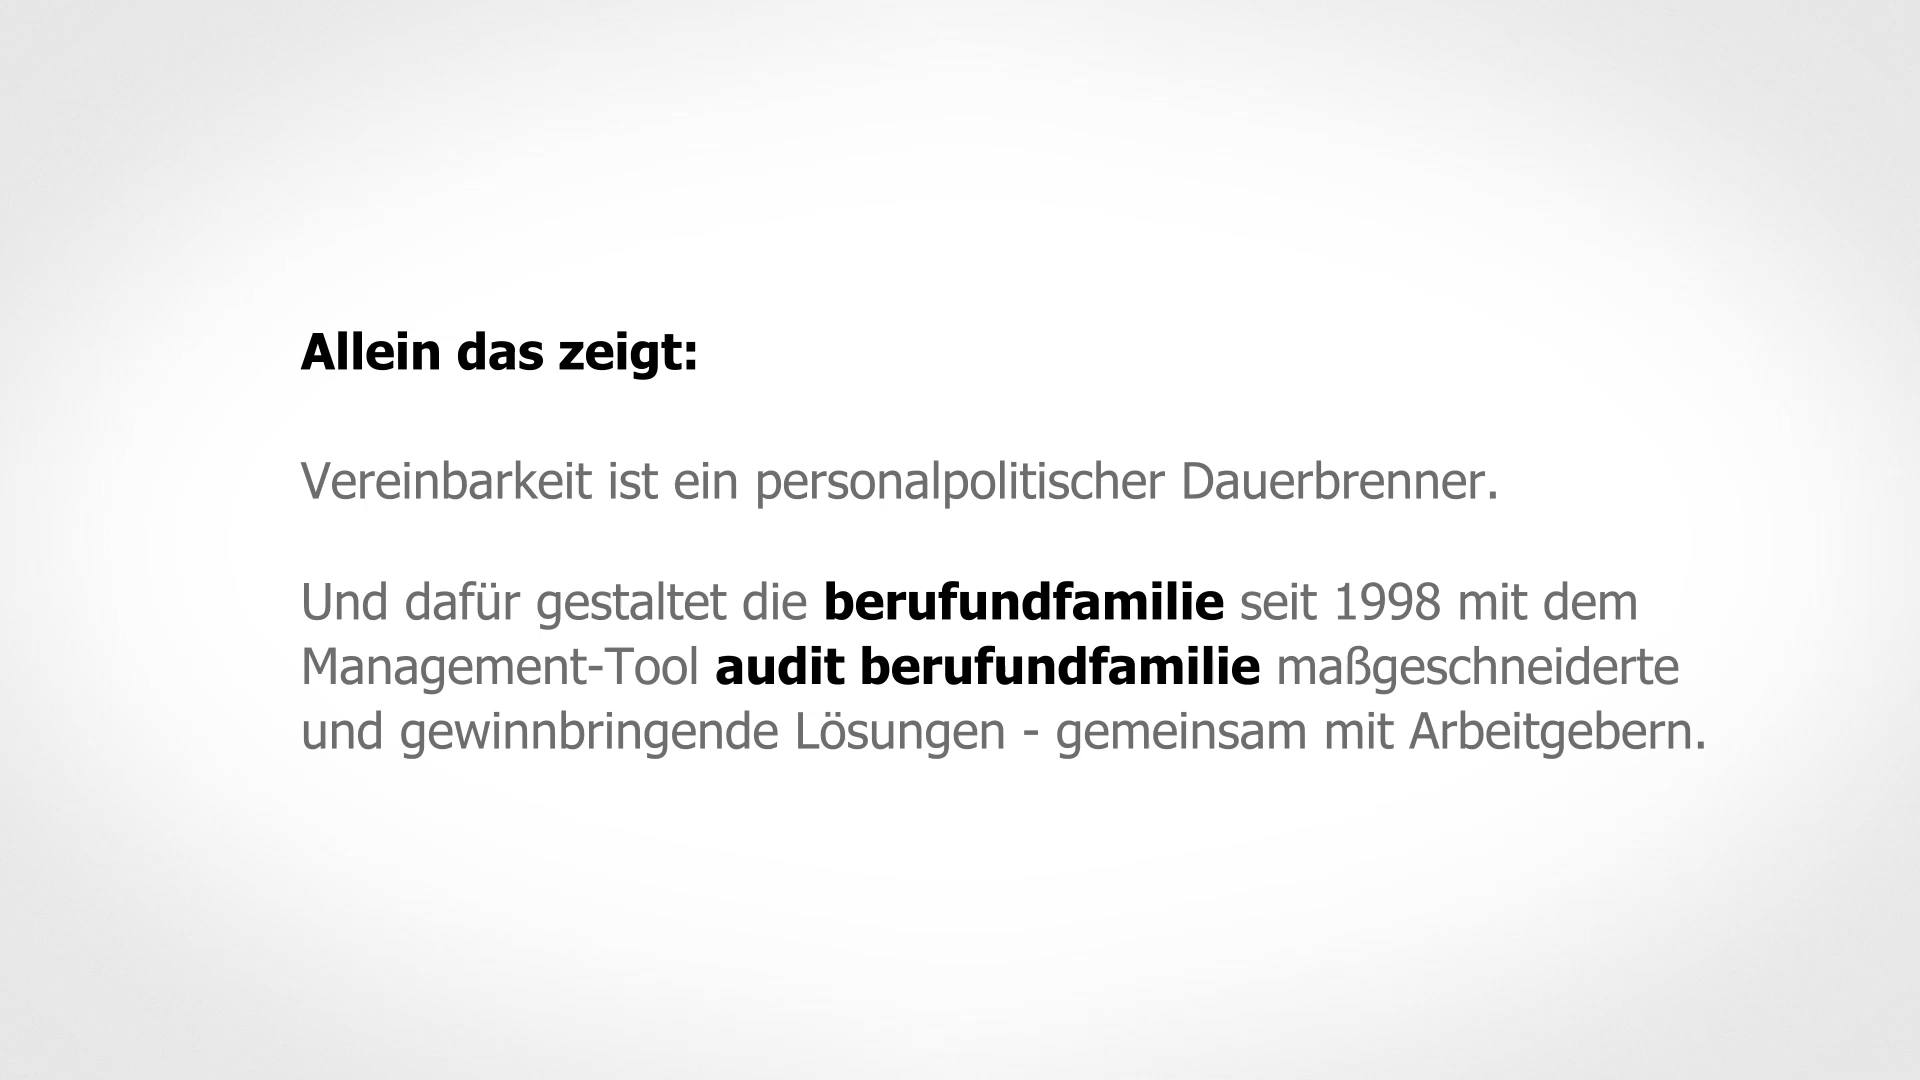 Allein das zeigt:
Vereinbarkeit ist ein personalpolitischer Dauerbrenner.
Und dafür gestaltet die berufundfamilie seit 1998 mit dem
Management-Tool audit berufundfamilie maßgeschneiderte
und gewinnbringende Lösungen - gemeinsam mit Arbeitgebern.